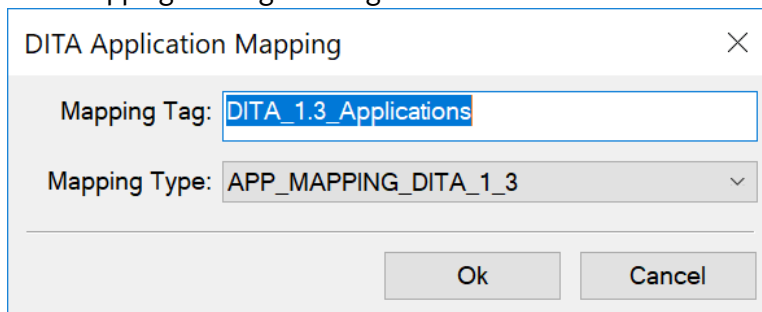 DITA Application Mapping
Mapping Tag: DITA_1.3_Applications
Mapping Type: APP_MAPPING_DITA_1_3
Ok Cancel